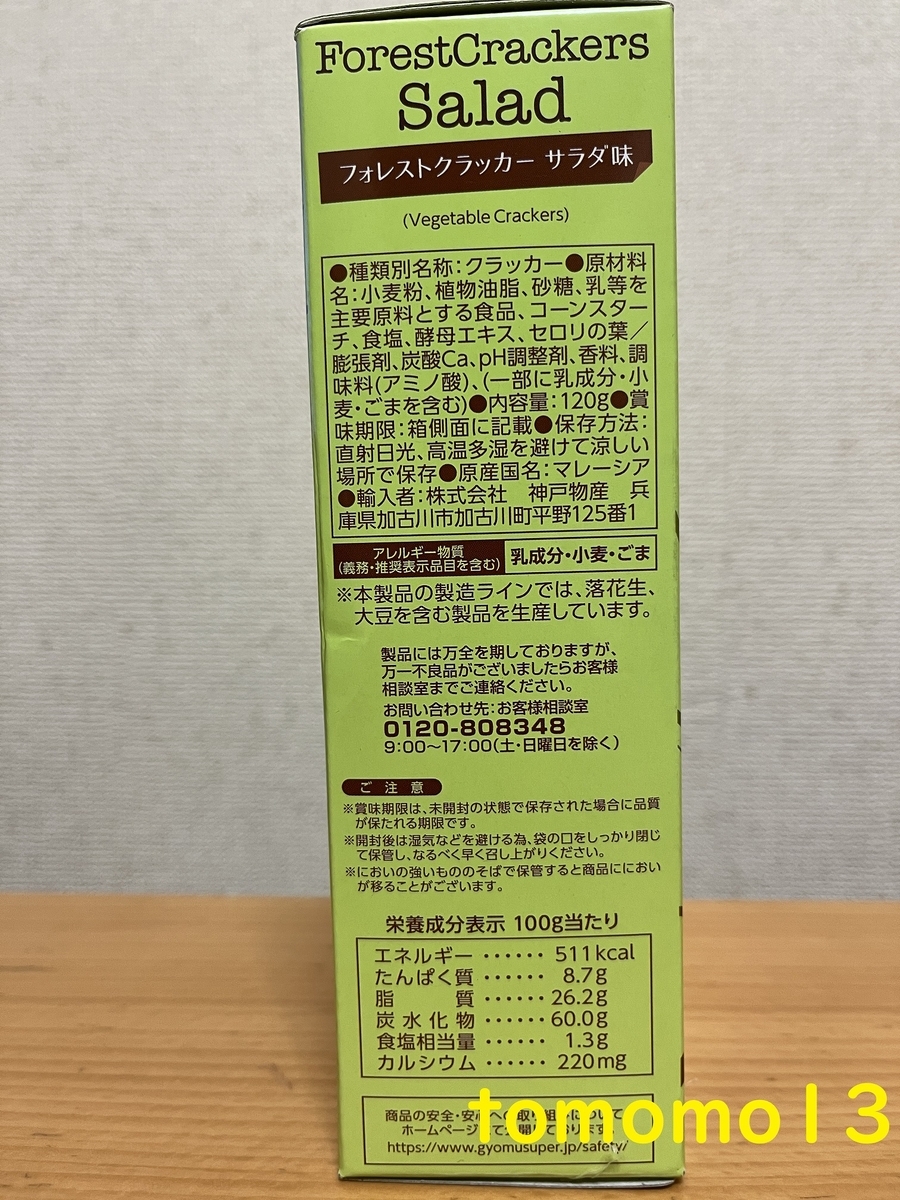 ForestCrackers
Salad
フォレストクラッカー サラダ味
(Vegetable Crackers)
●種類別名称:クラッカー●原材料
名:小麦粉、植物油脂、砂糖、乳等を
主要原料とする食品、コーンスター
チ、食塩、酵母エキス、セロリの葉／
膨張剤、炭酸Ca、pH調整剤、香料、調
味料(アミノ酸)、(一部に乳成分・小
麦・ごまを含む)●内容量:120g●賞
味期限:箱側面に記載●保存方法:
直射日光、高温多湿を避けて涼しい
場所で保存●原産国名:マレーシア
●輸入者:株式会社 神戸物産 兵
庫県加古川市加古川町平野125番1
アレルギー物質
(義務・推奨表示品目を含む)
乳成分・小麦・ごま
※本製品の製造ラインでは、落花生、
大豆を含む製品を生産しています。
製品には万全を期しておりますが、
万一不良品がございましたらお客様
相談室までご連絡ください。
お問い合わせ先:お客様相談室
0120-808348
9:00〜17:00(土・日曜日を除く)
ご注意
※賞味期限は、未開封の状態で保存された場合に品質
が保たれる期限です。
※開封後は湿気などを避ける為、袋の口をしっかり閉じ
て保管し、なるべく早く召し上がりください。
※においの強いもののそばで保管すると商品ににおい
が移ることがございます。
栄養成分表示 100g当たり
エネルギー ‥‥‥ 511kcal
たんぱく質 ‥‥‥ 8.7g
脂質 ‥‥‥ 26.2g
炭水化物 ‥‥‥ 60.0g
食塩相当量 ‥‥‥ 1.3g
カルシウム ‥‥‥ 220mg
商品の安全・安心への取り組みについて
ホームページにて公開しております
https://www.gyomusuper.jp/safety/
tomomo13